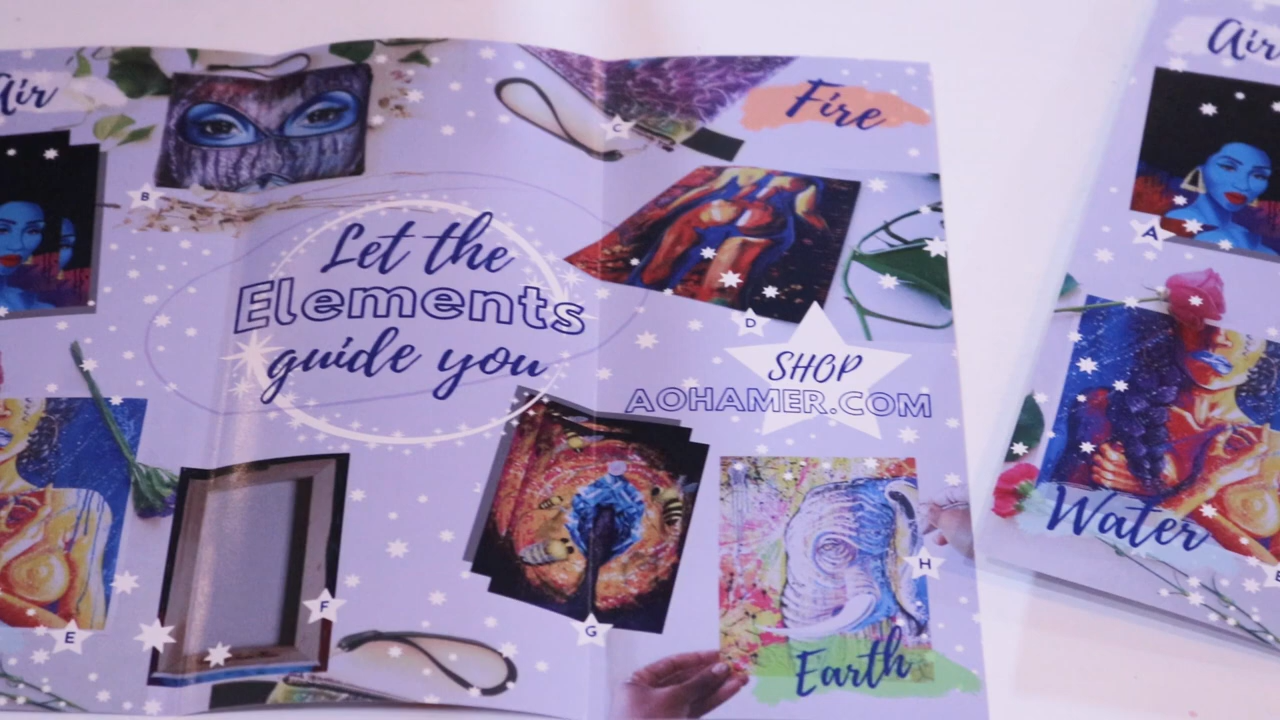 Air
Fire
C
B
Let the
Elements
guide you
D
SHOP
AOHAMER.COM
E
F
G
H
Earth
Air
A
Water
E